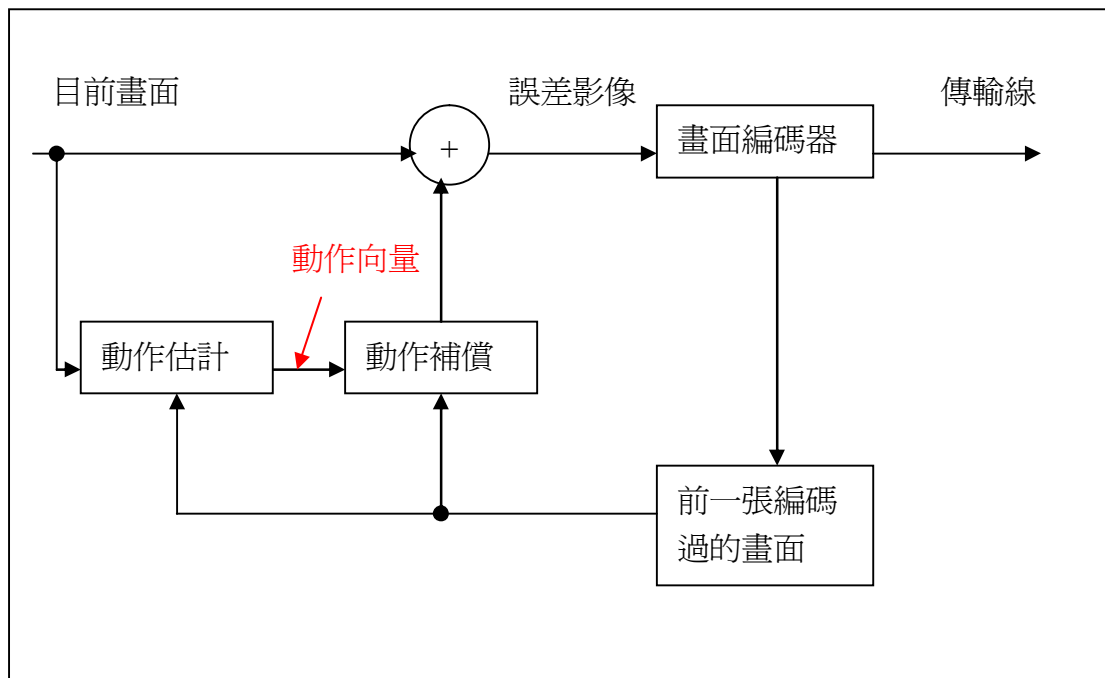 目前畫面
誤差影像
傳輸線
+
畫面編碼器
動作向量
動作估計
動作補償
前一張編碼
過的畫面